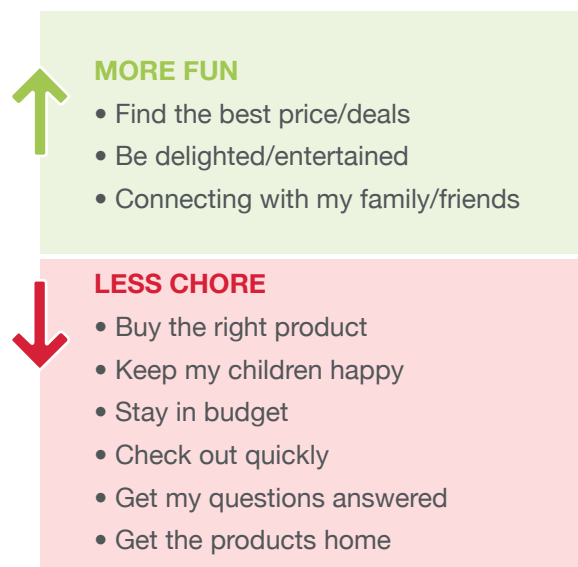 MORE FUN
• Find the best price/deals
• Be delighted/entertained
• Connecting with my family/friends
LESS CHORE
• Buy the right product
• Keep my children happy
• Stay in budget
• Check out quickly
• Get my questions answered
• Get the products home